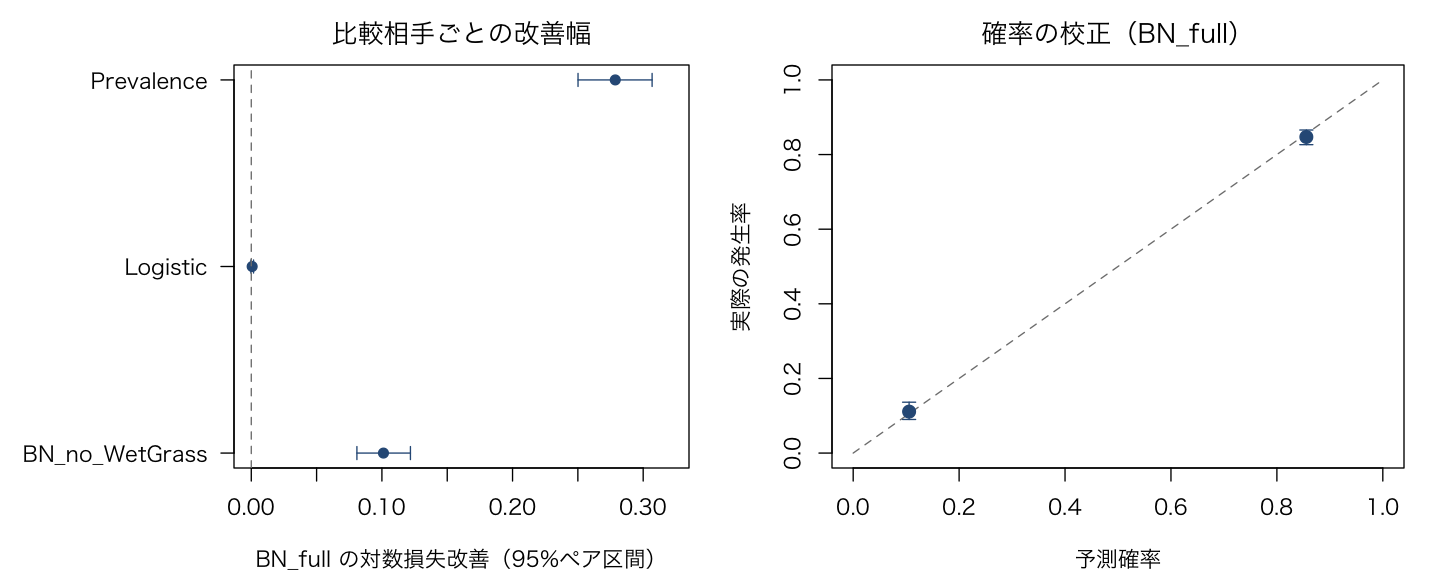 比較相手ごとの改善幅
Prevalence
Logistic
BN_no_WetGrass
0.00 0.10 0.20 0.30
BN_full の対数損失改善（95%ペア区間）
確率の校正（BN_full）
実際の発生率
1.0
0.8
0.6
0.4
0.2
0.0
0.0 0.2 0.4 0.6 0.8 1.0
予測確率